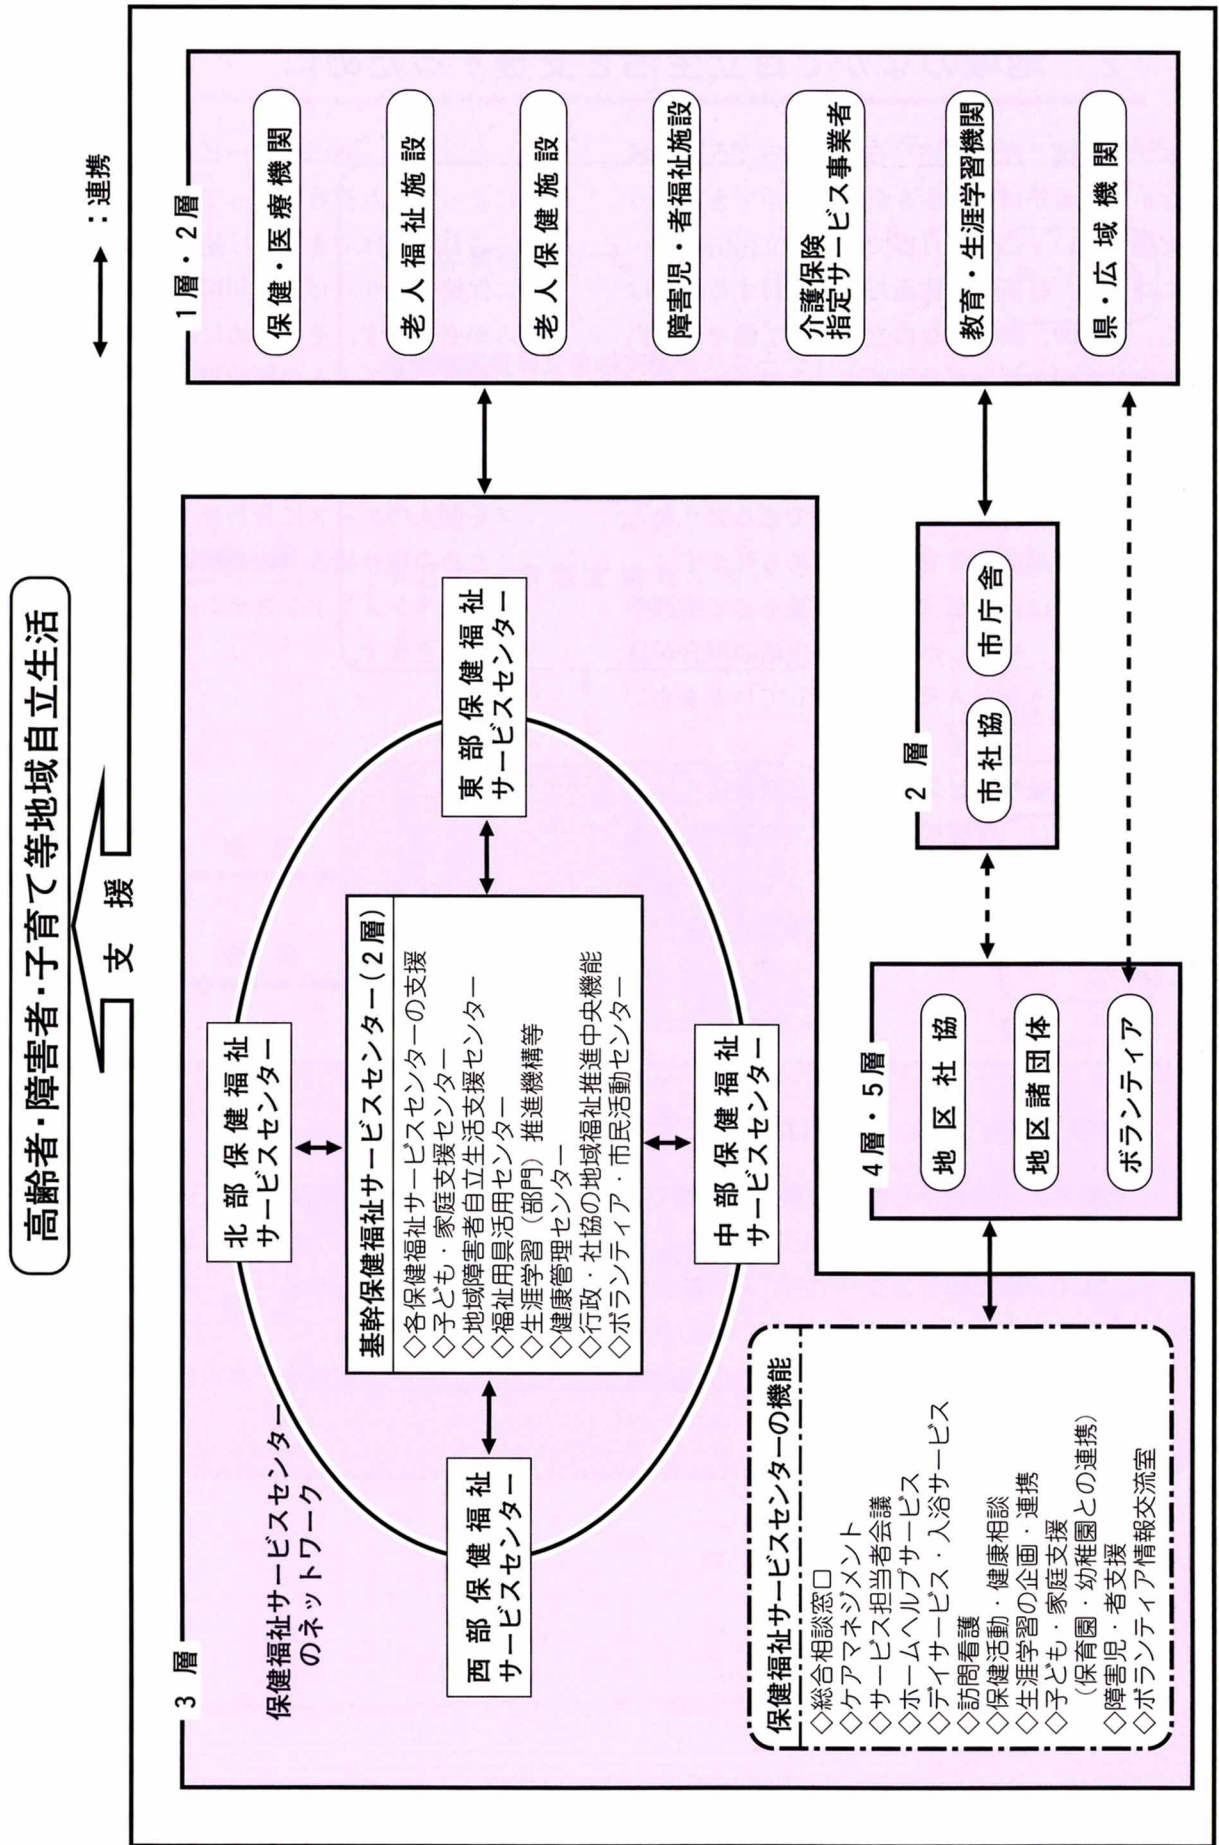 高齢者・障害者・子育て等地域自立生活
支 援
↔ :連携
3 層
保健福祉サービスセンター
のネットワーク
北 部 保 健 福 祉
サービスセンター
西 部 保 健 福 祉
サービスセンター
基幹保健福祉サービスセンター(2層)
◇各保健福祉サービスセンターの支援
◇子ども・家庭支援センター
◇地域障害者自立生活支援センター
◇福祉用具活用センター
◇生涯学習(部門)推進機構等
◇健康管理センター
◇行政・社協の地域福祉推進中央機能
◇ボランティア・市民活動センター
東 部 保 健 福 祉
サービスセンター
中 部 保 健 福 祉
サービスセンター
保健福祉サービスセンターの機能
◇総合相談窓口
◇ケアマネジメント
◇サービス担当者会議
◇ホームヘルプサービス
◇デイサービス・入浴サービス
◇訪問看護
◇保健活動・健康相談
◇生涯学習の企画・連携
◇子ども・家庭支援
(保育園・幼稚園との連携)
◇障害児・者支援
◇ボランティア情報交流室
4層・5層
地 区 社 協
地区諸団体
ボランティア
2 層
市社協
市庁舎
1層・2層
保健・医療機関
老人福祉施設
老人保健施設
障害児・者福祉施設
介護保険
指定サービス事業者
教育・生涯学習機関
県・広域機関